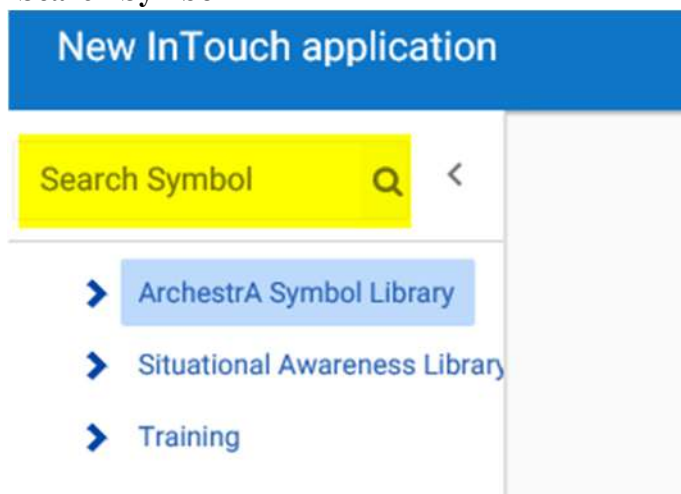 New InTouch application
Search Symbol
ArchestrA Symbol Library
Situational Awareness Library
Training